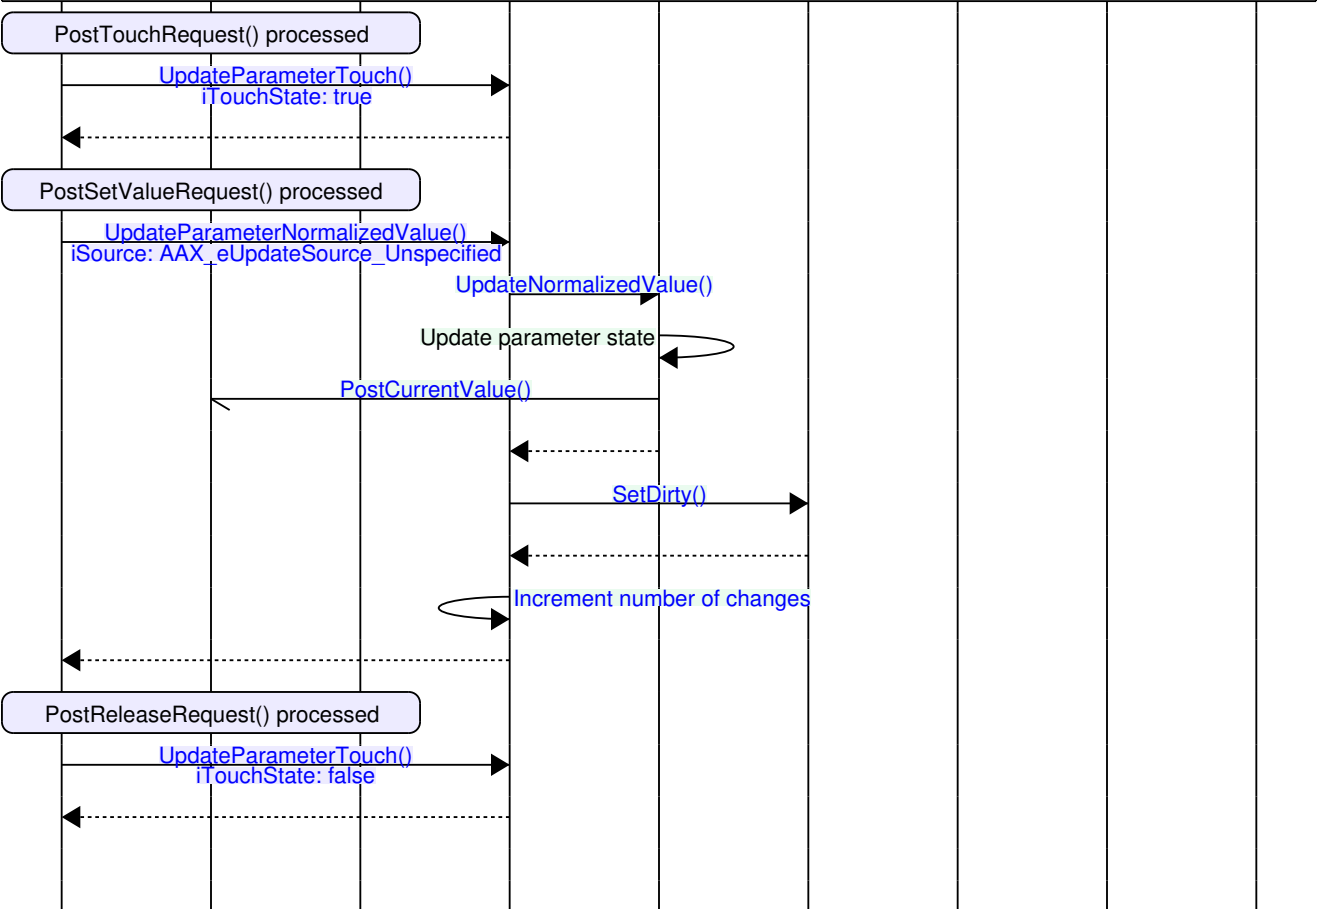 PostTouchRequest() processed
UpdateParameterTouch()
iTouchState: true
PostSetValueRequest() processed
UpdateParameterNormalizedValue()
iSource: AAX_eUpdateSource_Unspecified
UpdateNormalizedValue()
Update parameter state
PostCurrentValue()
SetDirty()
Increment number of changes
PostReleaseRequest() processed
UpdateParameterTouch()
iTouchState: false